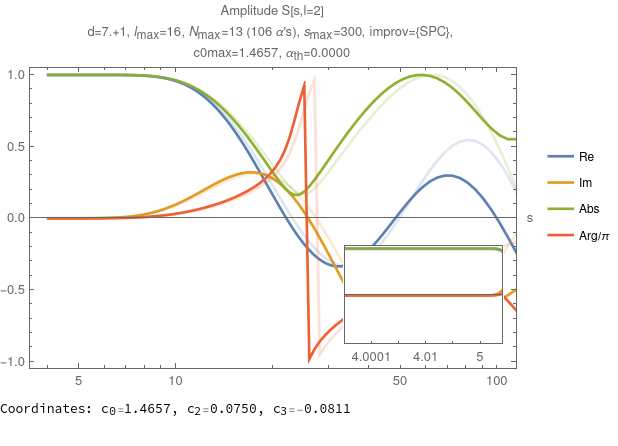 Amplitude S[s,l=2]
d=7.+1, lmax=16, Nmax=13 (106 α's), smax=300, improv={SPC},
c0max=1.4657, αth=0.0000
1.0
0.5
0.0
-0.5
-1.0
5
10
50
100
s
4.0001
4.01
5
Re
Im
Abs
Arg/π
Coordinates: c0=1.4657, c2=0.0750, c3=-0.0811